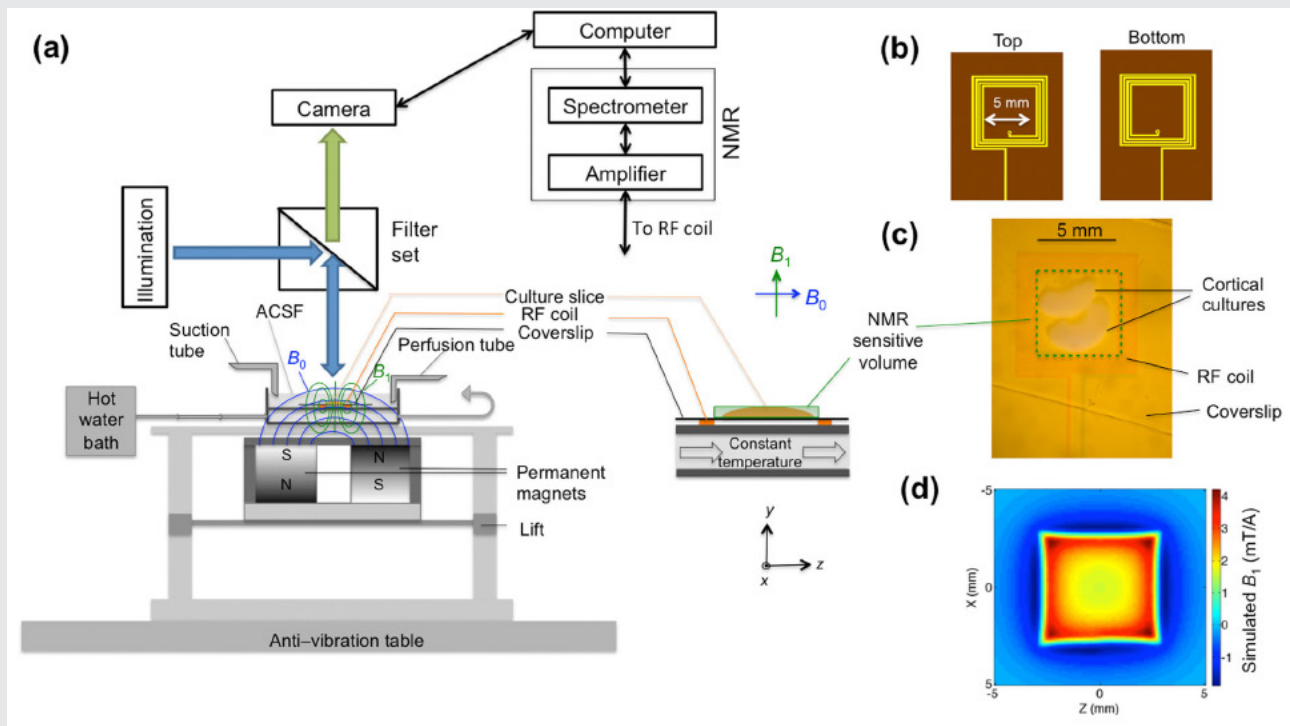 (a)
Computer
Camera
Spectrometer
NMR
Amplifier
Illumination
Filter
set
To RF coil
B1
B0
Culture slice
RF coil
Coverslip
ACSF
Suction
tube
Perfusion tube
B0
B1
Hot
water
bath
S
N
N
S
Permanent
magnets
Lift
Anti–vibration table
Constant
temperature
NMR
sensitive
volume
y
z
x
(b)
Top
Bottom
5 mm
(c)
5 mm
Cortical
cultures
RF coil
Coverslip
(d)
-5
0
5
X (mm)
-5
0
5
Z (mm)
4
3
2
1
0
-1
Simulated B1 (mT/A)